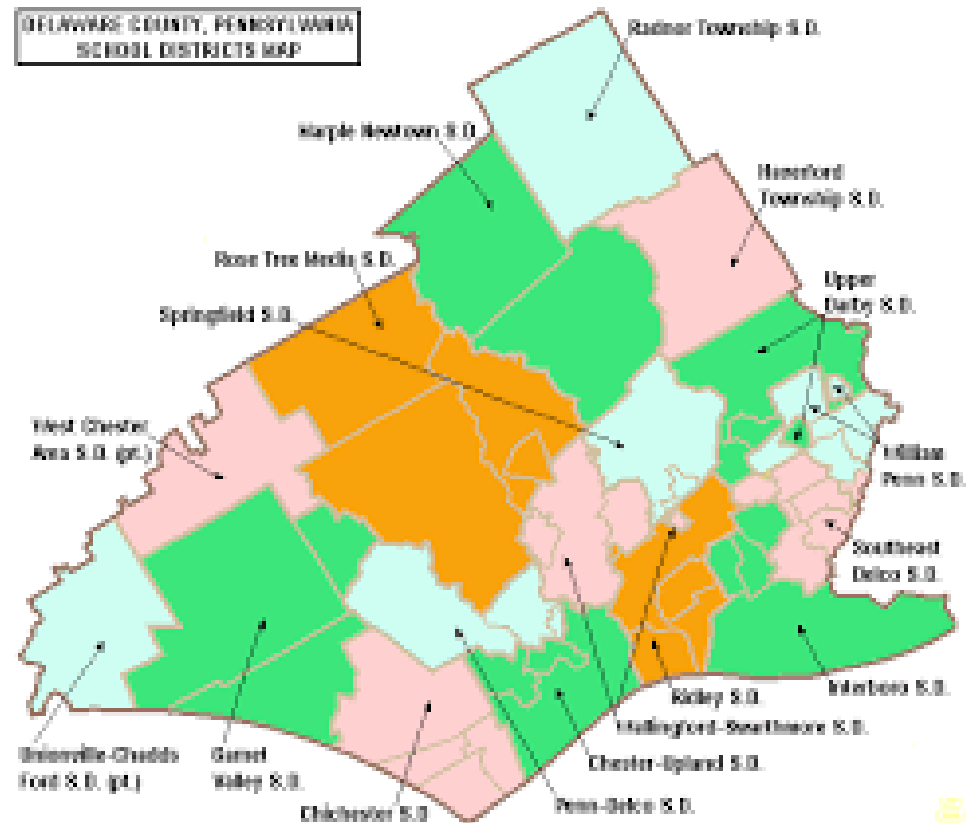 DELAWARE COUNTY, PENNSYLVANIA
SCHOOL DISTRICTS MAP
Radnor Township S.D.
Marple Newtown S.D.
Haverford
Township S.D.
Rose Tree Media S.D.
Upper
Darby S.D.
Springfield S.D.
West Chester
Area S.D. (pt.)
William
Penn S.D.
Southeast
Delco S.D.
Ridley S.D.
Interboro S.D.
Wallingford-Swarthmore S.D.
Unionville-Chadds
Ford S.D. (pt.)
Garnet
Valley S.D.
Chester-Upland S.D.
Penn-Delco S.D.
Chichester S.D